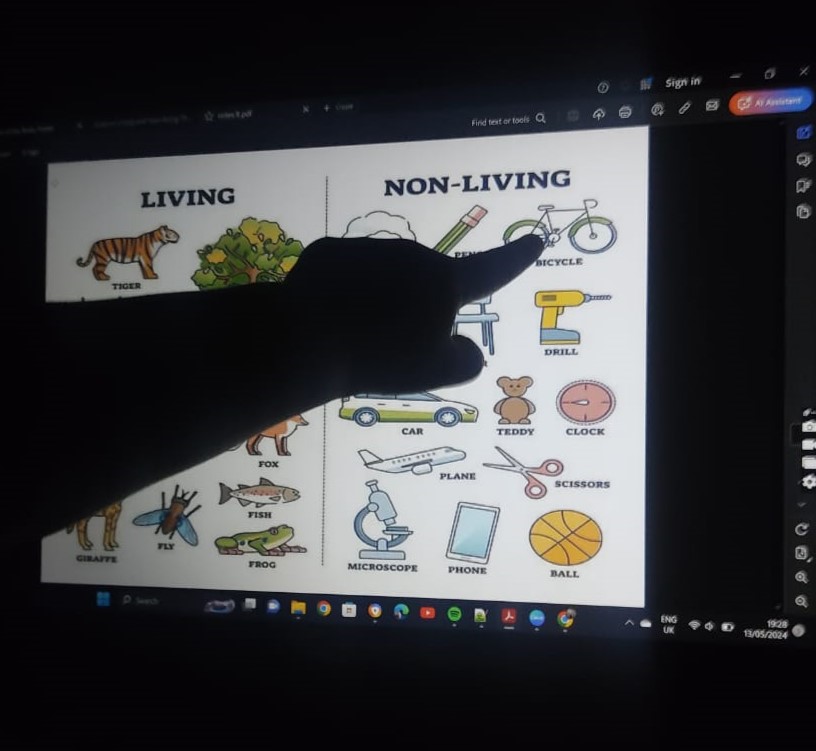 Sign in
Find text or tools
AI Assistant
LIVING
NON-LIVING
TIGER
BICYCLE
DRILL
CAR
TEDDY
CLOCK
FOX
PLANE
SCISSORS
FISH
GIRAFFE
FLY
FROG
MICROSCOPE
PHONE
BALL
Search
ENG
UK
19:28
13/05/2024